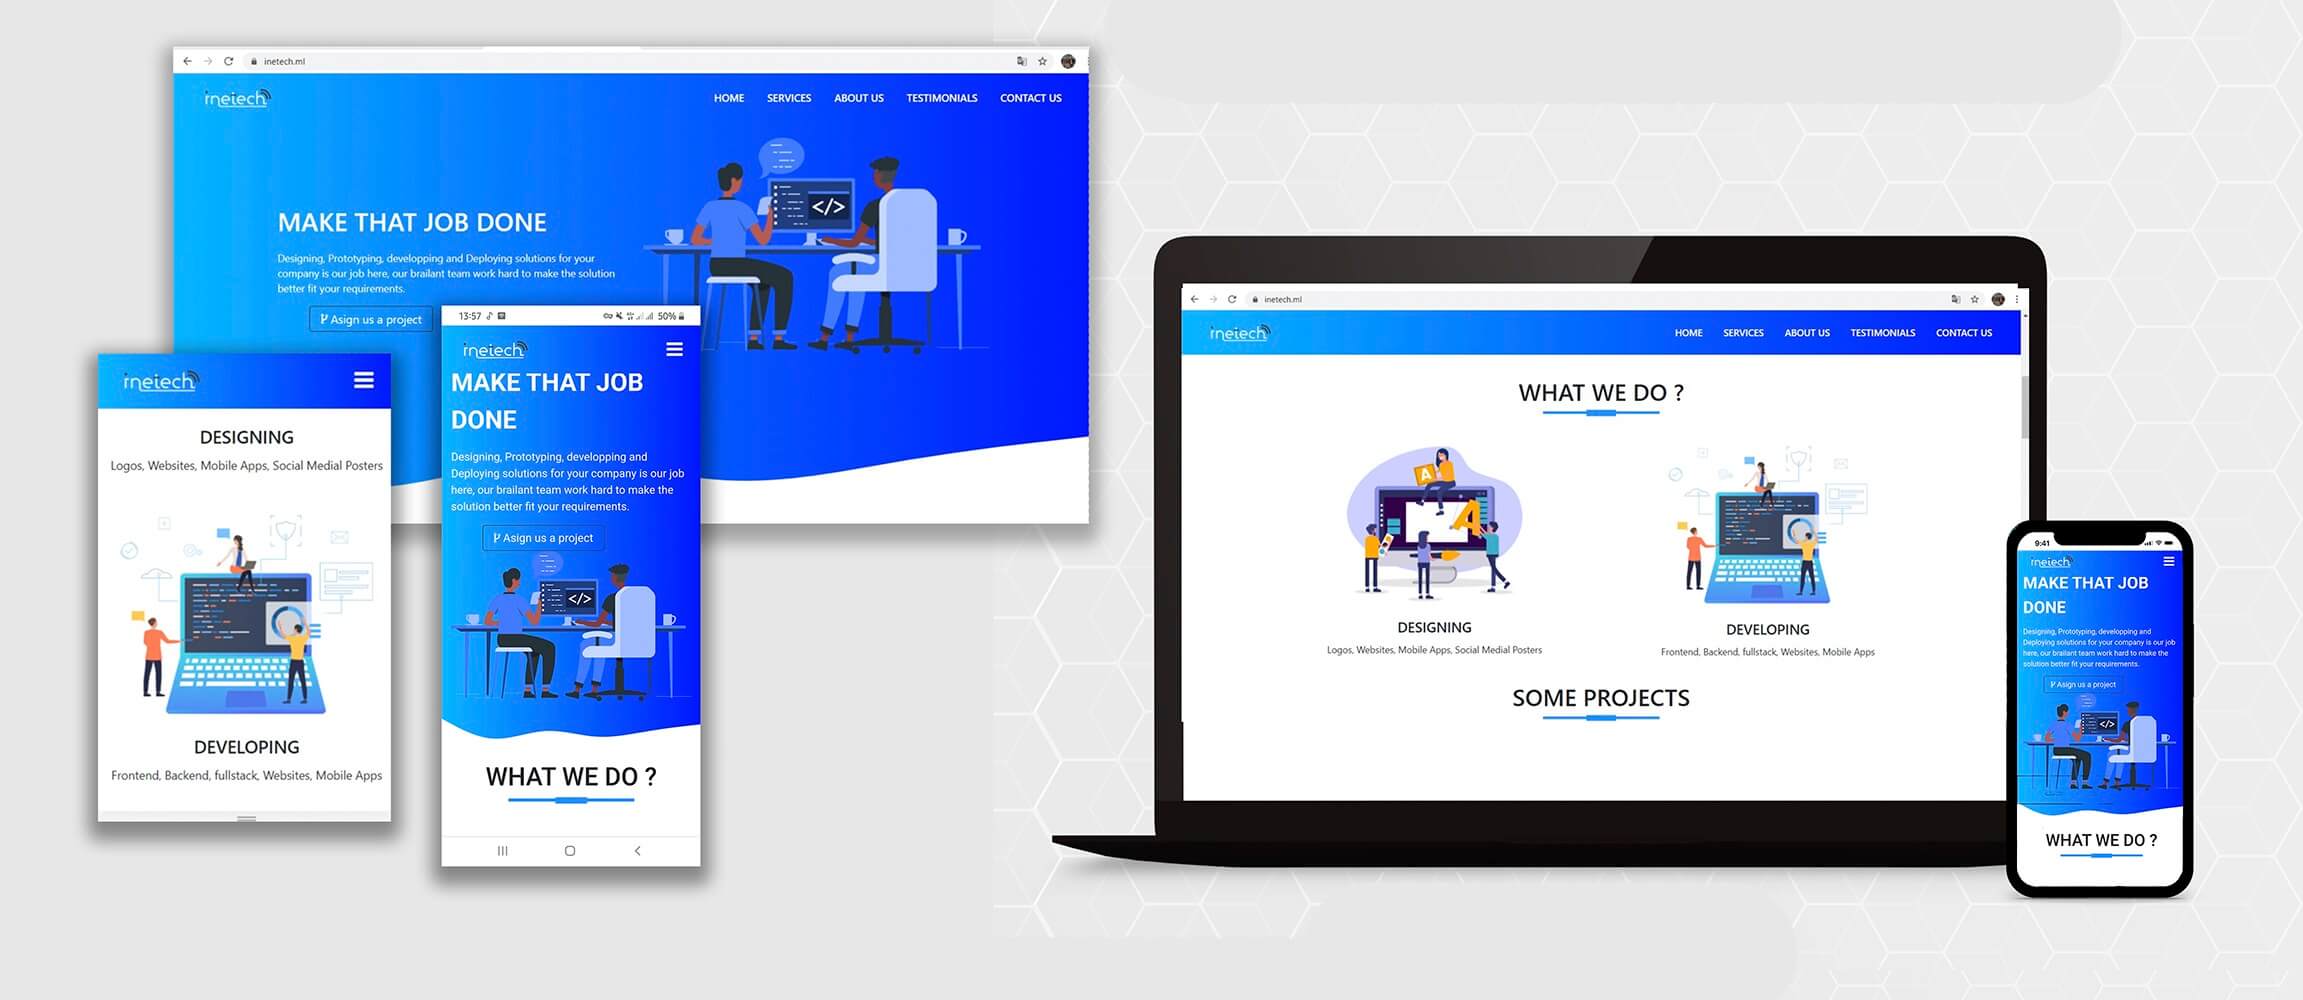 inetech.ml
inetech
HOME SERVICES ABOUT US TESTIMONIALS CONTACT US
MAKE THAT JOB DONE
Designing, Prototyping, developping and Deploying solutions for your
company is our job here, our brailant team work hard to make the solution
better fit your requirements.
Asign us a project
</>
inetech
DESIGNING
Logos, Websites, Mobile Apps, Social Medial Posters
DEVELOPING
Frontend, Backend, fullstack, Websites, Mobile Apps
13:57 50%
inetech
MAKE THAT JOB
DONE
Designing, Prototyping, developping and
Deploying solutions for your company is our job
here, our brailant team work hard to make the
solution better fit your requirements.
Asign us a project
</>
WHAT WE DO ?
inetech.ml
inetech
HOME SERVICES ABOUT US TESTIMONIALS CONTACT US
WHAT WE DO ?
A
A
DESIGNING
Logos, Websites, Mobile Apps, Social Medial Posters
DEVELOPING
Frontend, Backend, fullstack, Websites, Mobile Apps
SOME PROJECTS
9:41
inetech
MAKE THAT JOB
DONE
Designing, Prototyping, developping and
Deploying solutions for your company is our job
here, our brailant team work hard to make the
solution better fit your requirements.
Asign us a project
</>
WHAT WE DO ?